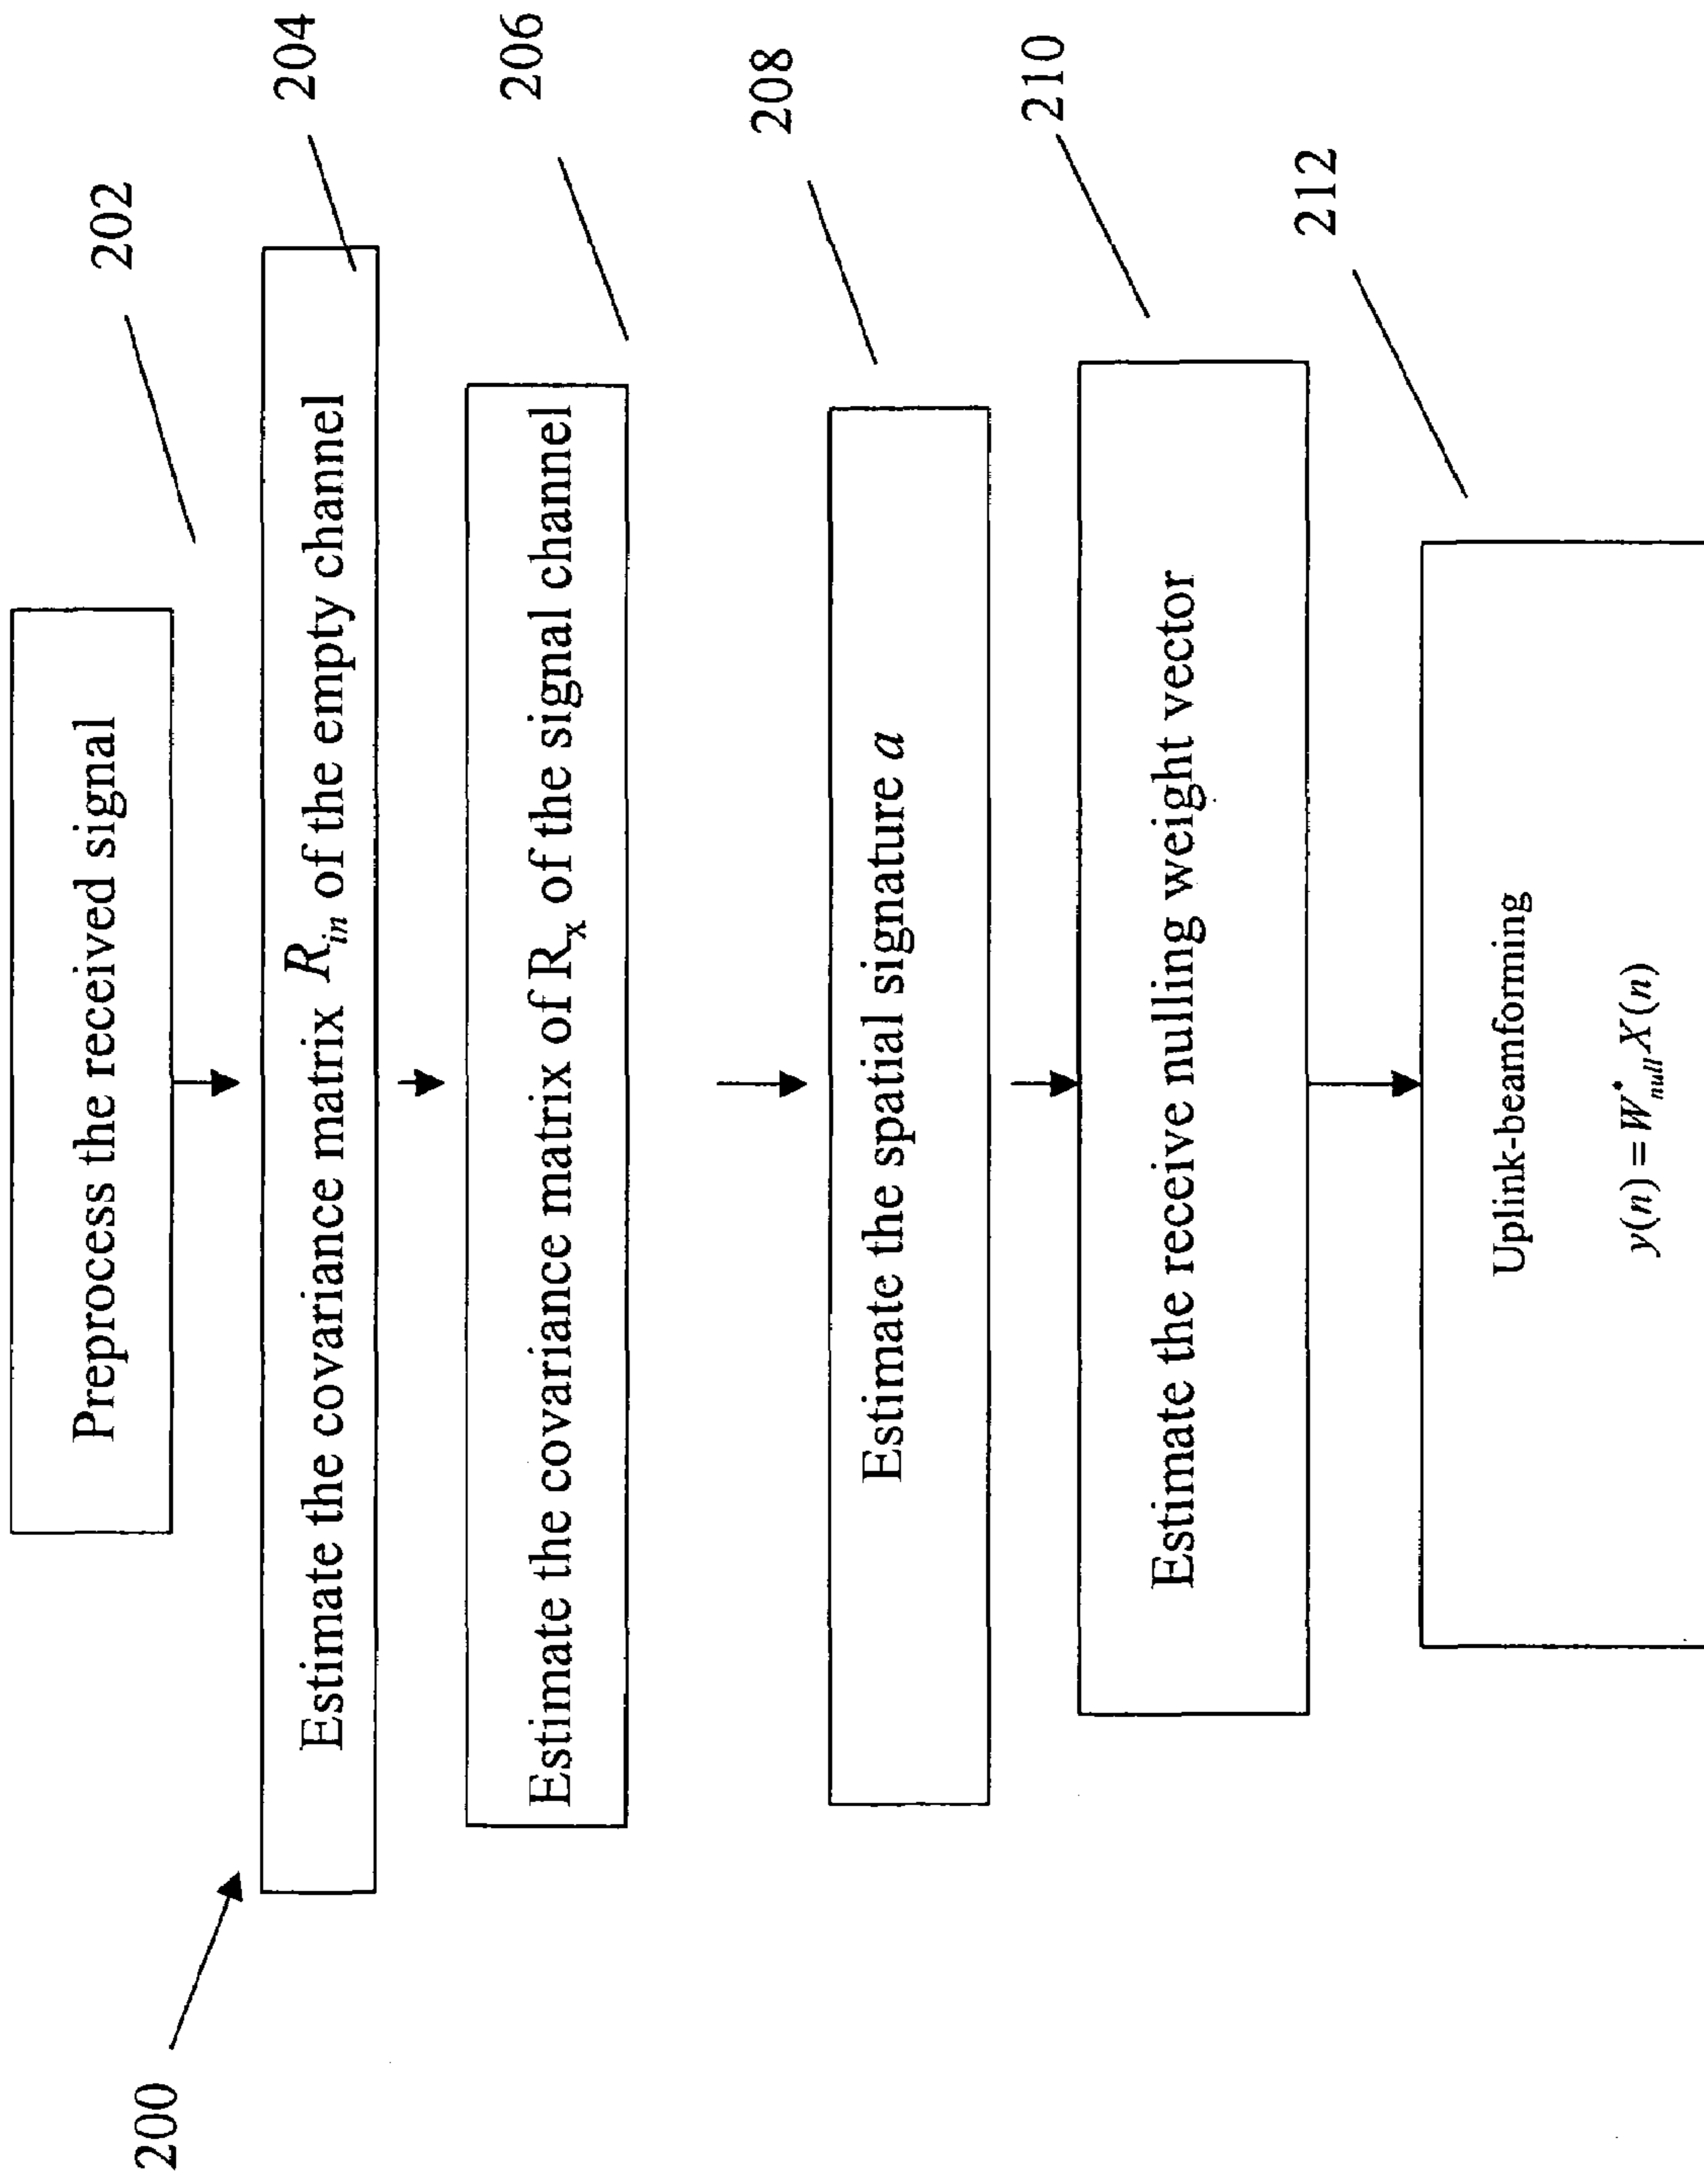 200
Preprocess the received signal
202
Estimate the covariance matrix R_in of the empty channel
204
Estimate the covariance matrix of R_x of the signal channel
206
Estimate the spatial signature a
208
Estimate the receive nulling weight vector
210
Uplink-beamforming
y(n) = W*_null X(n)
212